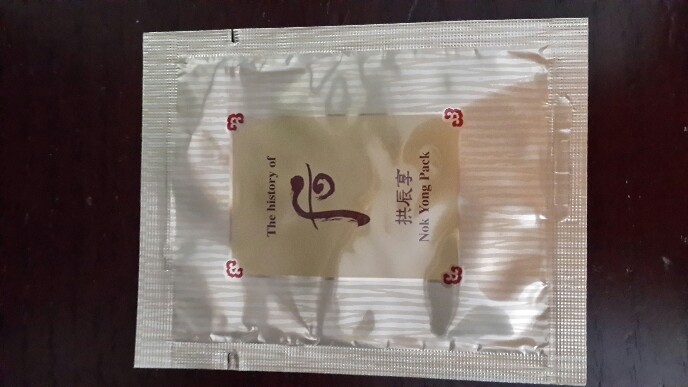 The history of
后
拱辰享
Nok Yong Pack